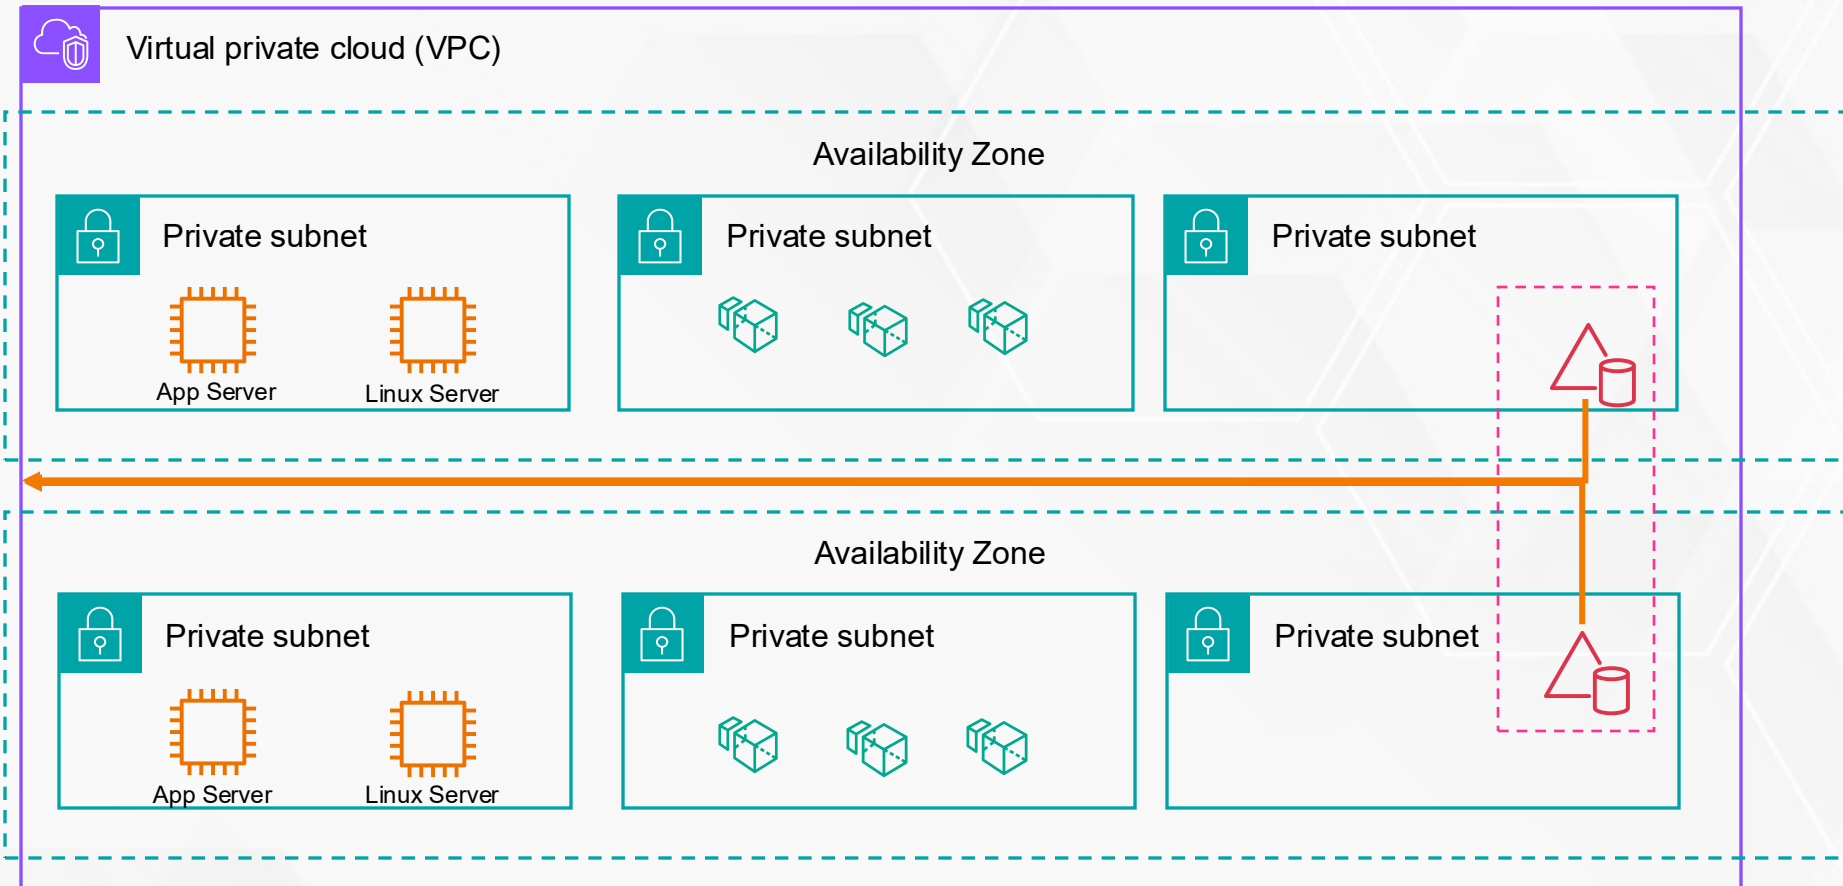 Virtual private cloud (VPC)
Availability Zone
Private subnet
Private subnet
Private subnet
App Server
Linux Server
Availability Zone
Private subnet
Private subnet
Private subnet
App Server
Linux Server